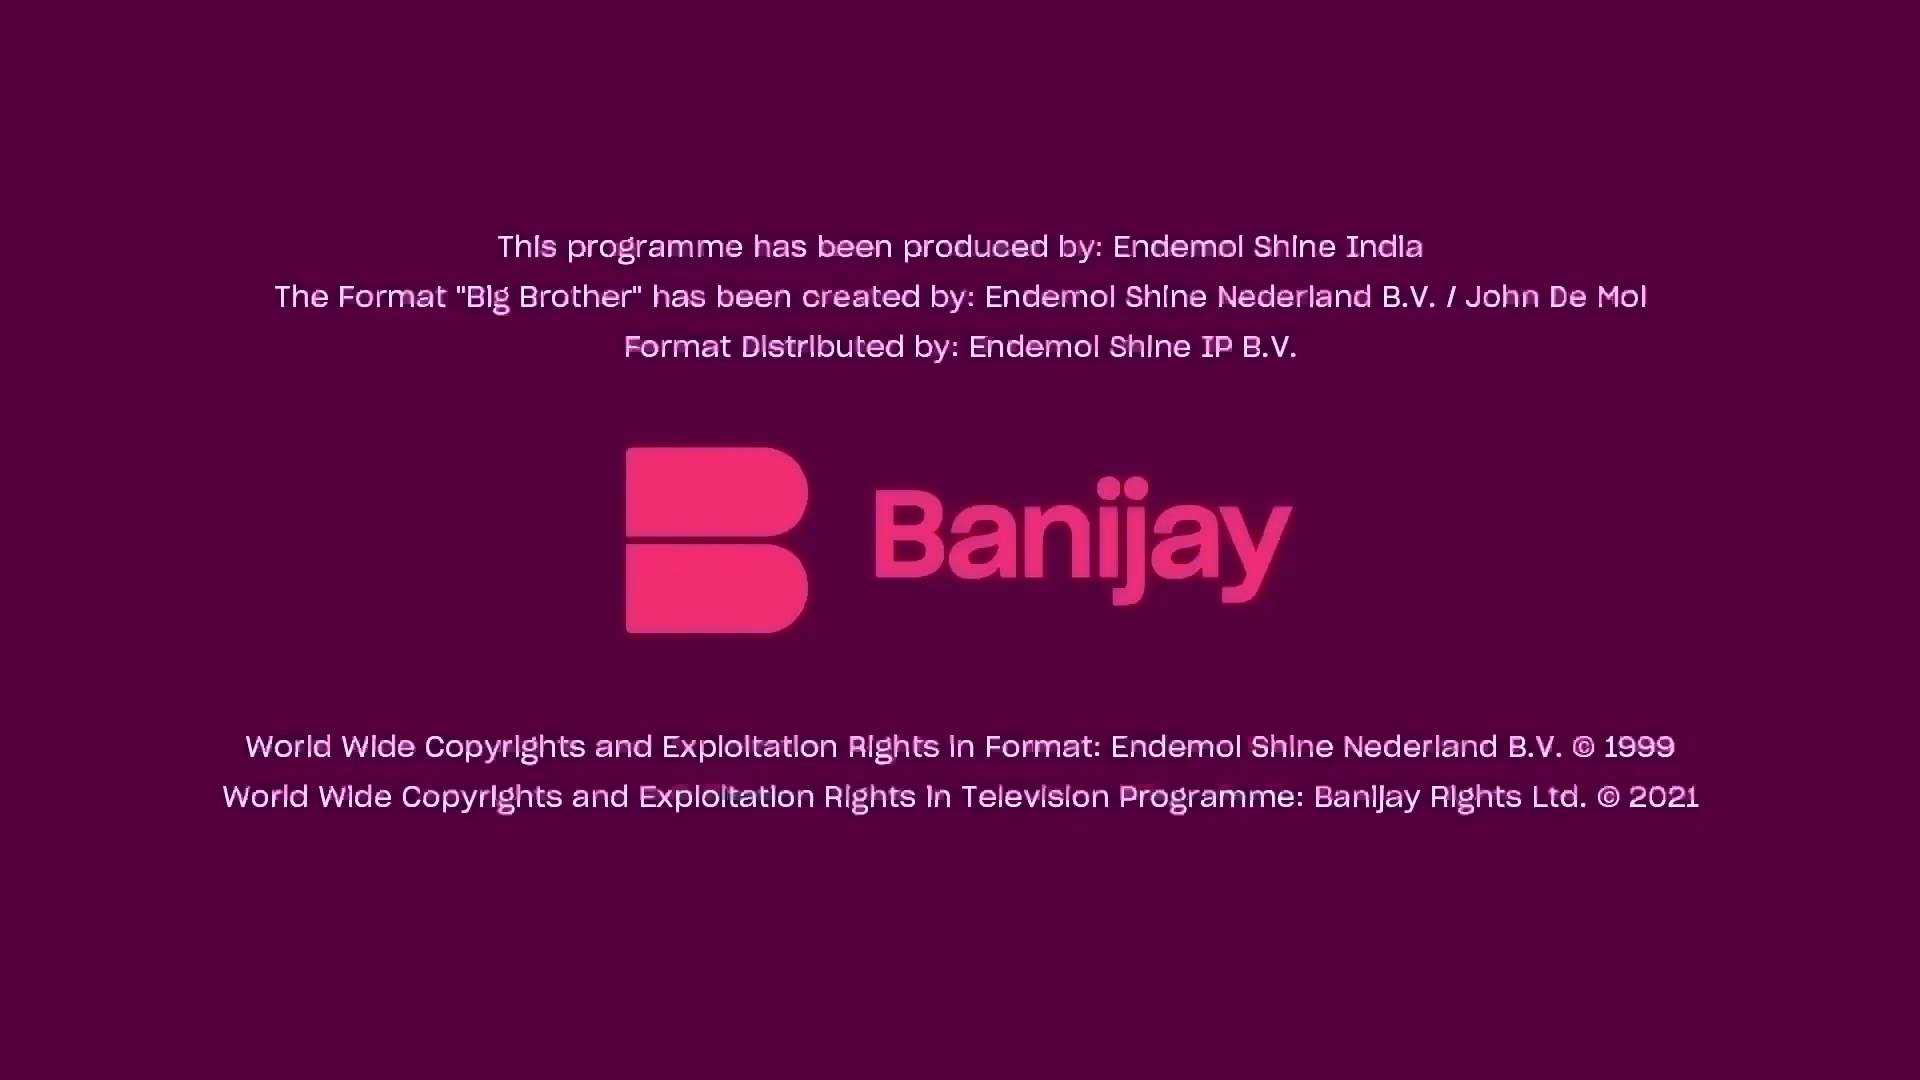 This programme has been produced by: Endemol Shine India
The Format "Big Brother" has been created by: Endemol Shine Nederland B.V. / John De Mol
Format Distributed by: Endemol Shine IP B.V.
Banijay
World Wide Copyrights and Exploitation Rights in Format: Endemol Shine Nederland B.V. © 1999
World Wide Copyrights and Exploitation Rights in Television Programme: Banijay Rights Ltd. © 2021